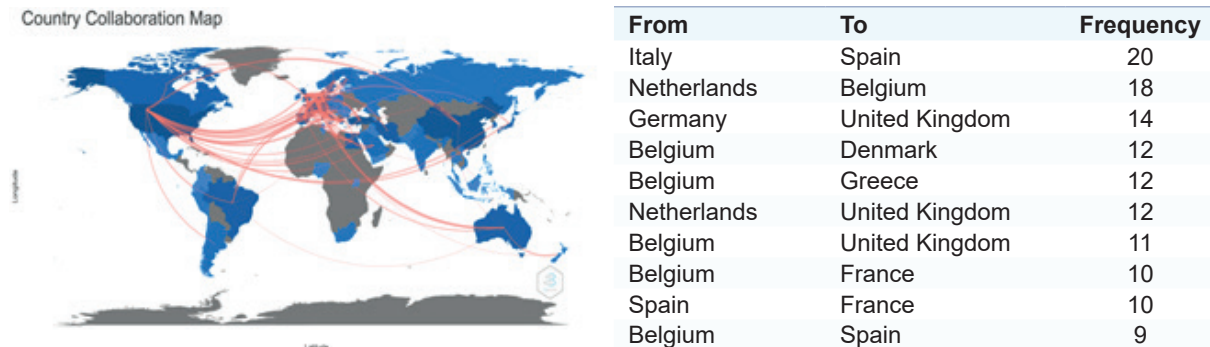 Country Collaboration Map
Longitude
From To Frequency
Italy Spain 20
Netherlands Belgium 18
Germany United Kingdom 14
Belgium Denmark 12
Belgium Greece 12
Netherlands United Kingdom 12
Belgium United Kingdom 11
Belgium France 10
Spain France 10
Belgium Spain 9